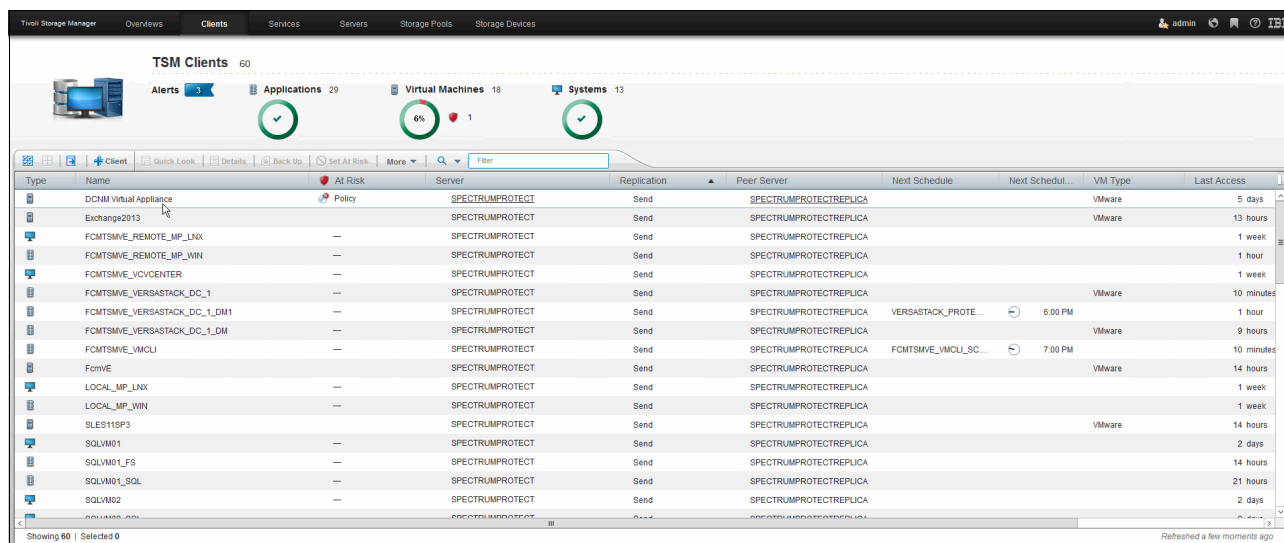 Tivoli Storage Manager Overviews Clients Services Servers Storage Pools Storage Devices admin IBM
TSM Clients 60
Alerts 3 Applications 29 Virtual Machines 18 Systems 13
6% 1
Client Quick Look Details Back Up Set At Risk More Filter
Type Name At Risk Server Replication Peer Server Next Schedule Next Schedul... VM Type Last Access
DCNM Virtual Appliance Policy SPECTRUMPROTECT Send SPECTRUMPROTECTREPLICA VMware 5 days
Exchange2013 SPECTRUMPROTECT Send SPECTRUMPROTECTREPLICA VMware 13 hours
FCMTSMVE_REMOTE_MP_LNX — SPECTRUMPROTECT Send SPECTRUMPROTECTREPLICA 1 week
FCMTSMVE_REMOTE_MP_WIN — SPECTRUMPROTECT Send SPECTRUMPROTECTREPLICA 1 hour
FCMTSMVE_VCVCENTER — SPECTRUMPROTECT Send SPECTRUMPROTECTREPLICA 1 week
FCMTSMVE_VERSASTACK_DC_1 — SPECTRUMPROTECT Send SPECTRUMPROTECTREPLICA VMware 10 minutes
FCMTSMVE_VERSASTACK_DC_1_DM1 — SPECTRUMPROTECT Send SPECTRUMPROTECTREPLICA VERSASTACK_PROTE... 6:00 PM 1 hour
FCMTSMVE_VERSASTACK_DC_1_DM — SPECTRUMPROTECT Send SPECTRUMPROTECTREPLICA VMware 9 hours
FCMTSMVE_VMCLI — SPECTRUMPROTECT Send SPECTRUMPROTECTREPLICA FCMTSMVE_VMCLI_SC... 7:00 PM 10 minutes
FcmVE SPECTRUMPROTECT Send SPECTRUMPROTECTREPLICA VMware 14 hours
LOCAL_MP_LNX — SPECTRUMPROTECT Send SPECTRUMPROTECTREPLICA 1 week
LOCAL_MP_WIN — SPECTRUMPROTECT Send SPECTRUMPROTECTREPLICA 1 week
SLES11SP3 SPECTRUMPROTECT Send SPECTRUMPROTECTREPLICA VMware 14 hours
SQLVM01 — SPECTRUMPROTECT Send SPECTRUMPROTECTREPLICA 2 days
SQLVM01_FS — SPECTRUMPROTECT Send SPECTRUMPROTECTREPLICA 14 hours
SQLVM01_SQL — SPECTRUMPROTECT Send SPECTRUMPROTECTREPLICA 21 hours
SQLVM02 — SPECTRUMPROTECT Send SPECTRUMPROTECTREPLICA 2 days
Showing 60 | Selected 0 Refreshed a few moments ago